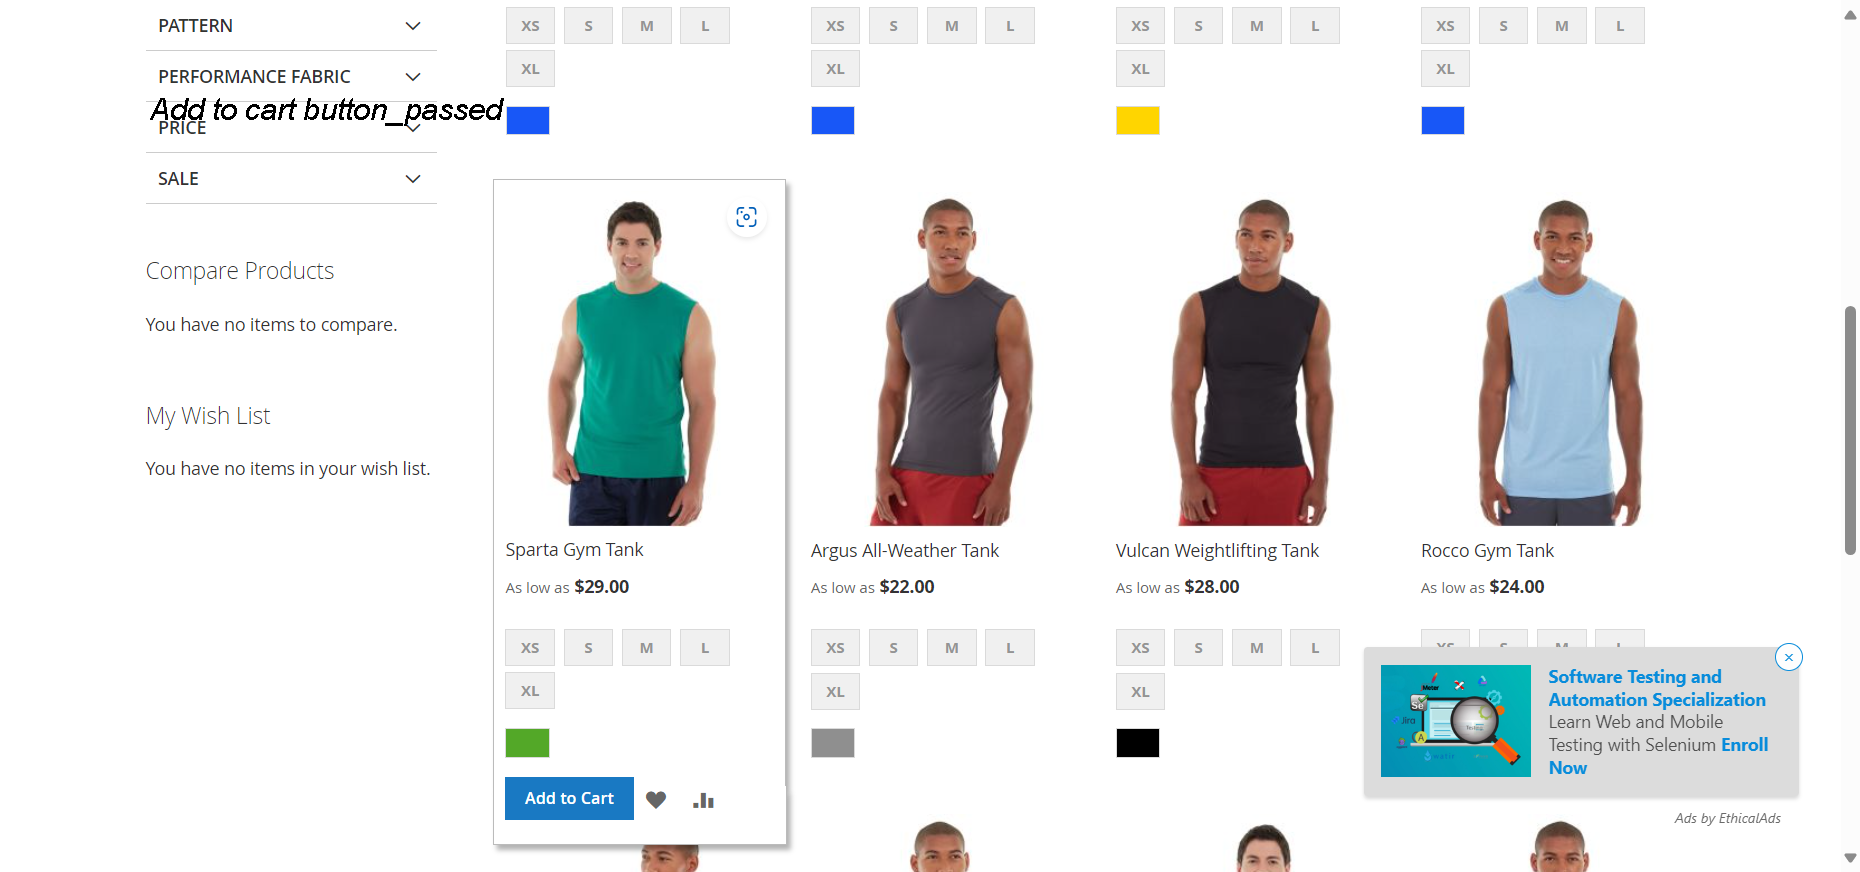 PATTERN
PERFORMANCE FABRIC
Add to cart button_passed
PRICE
SALE
Compare Products
You have no items to compare.
My Wish List
You have no items in your wish list.
XS S M L
XL
XS S M L
XL
XS S M L
XL
XS S M L
XL
Sparta Gym Tank
As low as $29.00
XS S M L
XL
Add to Cart
Argus All-Weather Tank
As low as $22.00
XS S M L
XL
Vulcan Weightlifting Tank
As low as $28.00
XS S M L
XL
Rocco Gym Tank
As low as $24.00
XS S M L
Meter
Se
Jira
Software Testing and
Automation Specialization
Learn Web and Mobile
Testing with Selenium Enroll
Now
Ads by EthicalAds